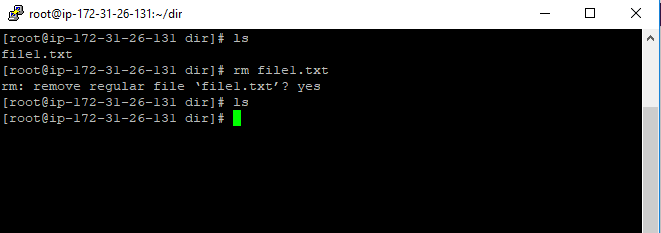 root@ip-172-31-26-131:~/dir
[root@ip-172-31-26-131 dir]# ls
file1.txt
[root@ip-172-31-26-131 dir]# rm file1.txt
rm: remove regular file ‘file1.txt’? yes
[root@ip-172-31-26-131 dir]# ls
[root@ip-172-31-26-131 dir]#